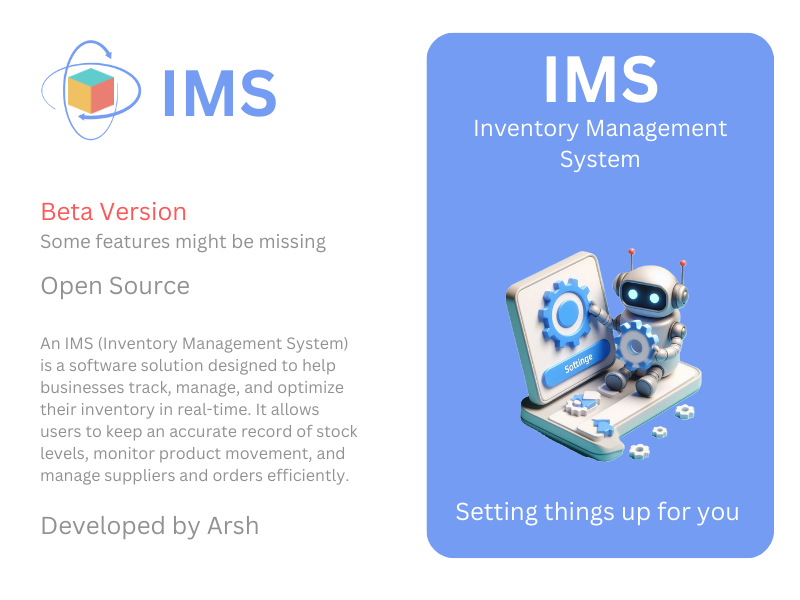 IMS
Beta Version
Some features might be missing
Open Source
An IMS (Inventory Management System)
is a software solution designed to help
businesses track, manage, and optimize
their inventory in real-time. It allows
users to keep an accurate record of stock
levels, monitor product movement, and
manage suppliers and orders efficiently.
Developed by Arsh
IMS
Inventory Management
System
Sottinge
Setting things up for you